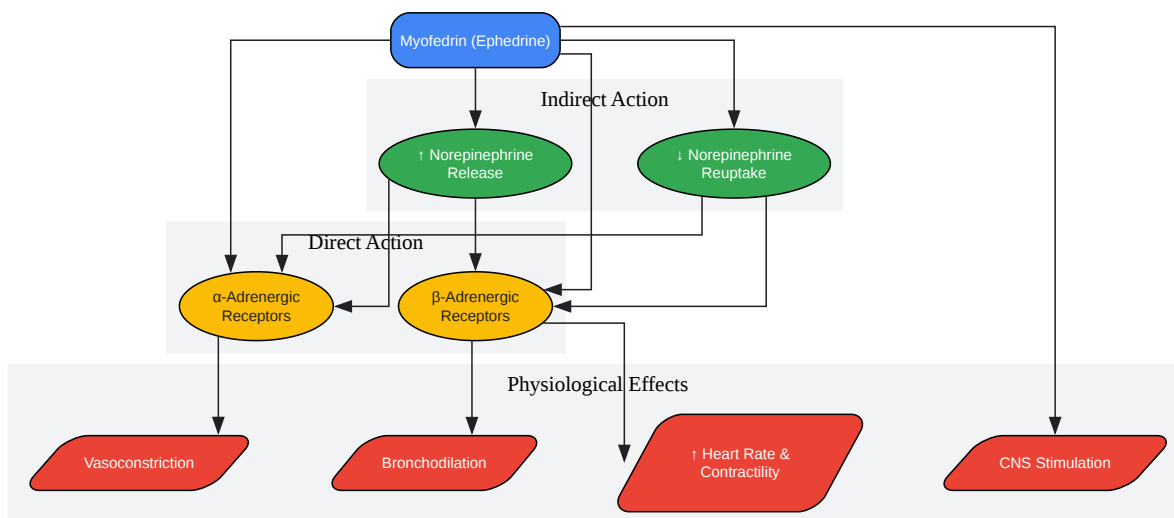 Myofedrin (Ephedrine)
Indirect Action
↑ Norepinephrine
Release
↓ Norepinephrine
Reuptake
Direct Action
α-Adrenergic
Receptors
β-Adrenergic
Receptors
Physiological Effects
Vasoconstriction
Bronchodilation
↑ Heart Rate &
Contractility
CNS Stimulation